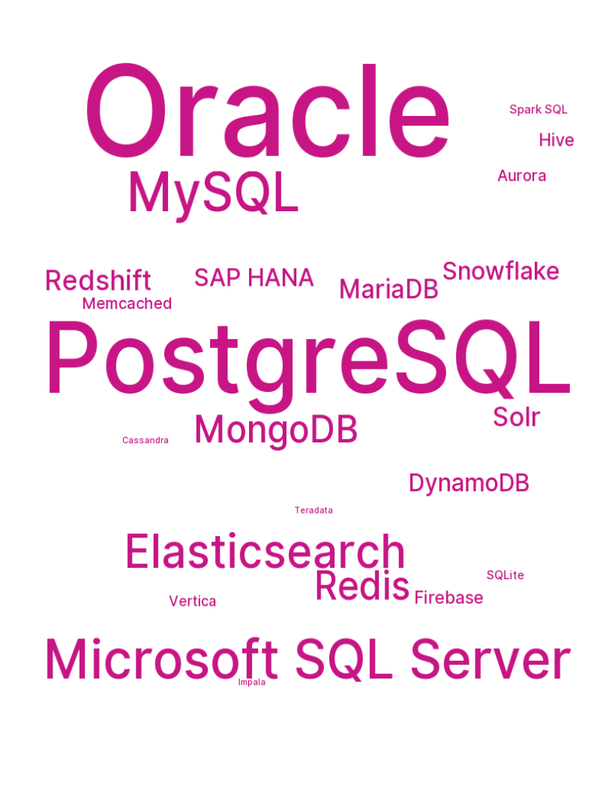 Oracle
Spark SQL
Hive
Aurora
MySQL
Snowflake
SAP HANA
Redshift
MariaDB
Memcached
PostgreSQL
Solr
MongoDB
Cassandra
DynamoDB
Teradata
Elasticsearch
SQLite
Redis
Firebase
Vertica
Microsoft SQL Server
Impala